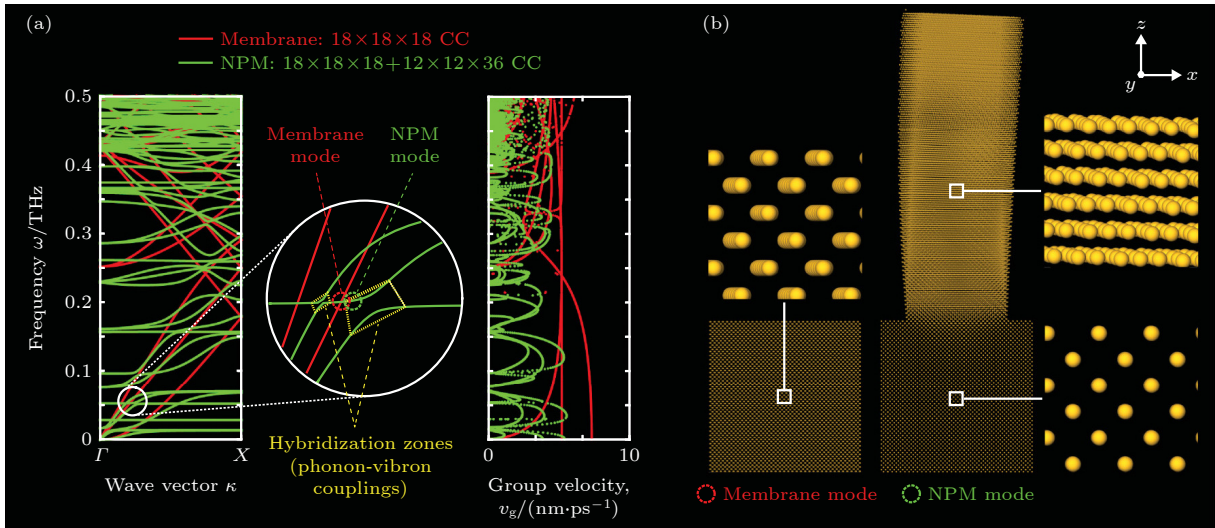 (a)
Membrane: 18×18×18 CC
NPM: 18×18×18+12×12×36 CC
0.5
0.4
0.3
0.2
0.1
0
Frequency ω/THz
Γ
X
Wave vector κ
Membrane
mode
NPM
mode
Hybridization zones
(phonon-vibron
couplings)
0
10
Group velocity,
vg/(nm·ps⁻¹)
(b)
z
y
x
Membrane mode
NPM mode